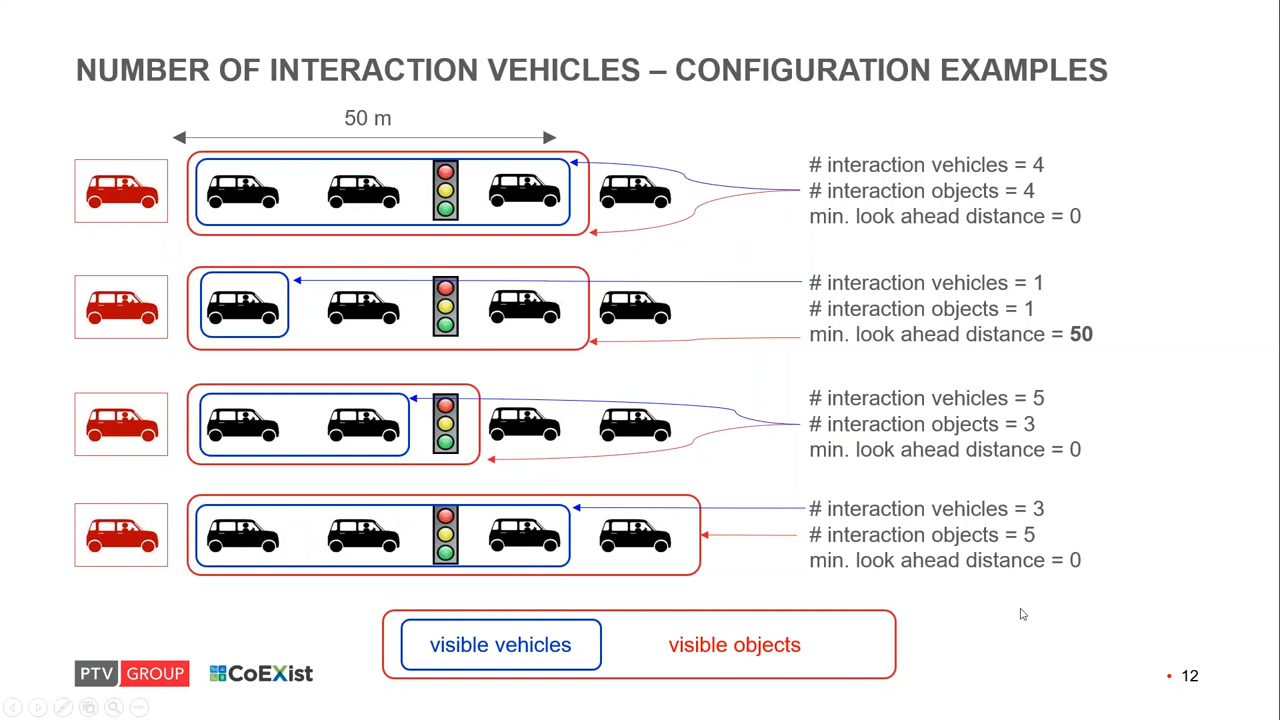 NUMBER OF INTERACTION VEHICLES – CONFIGURATION EXAMPLES
50 m
# interaction vehicles = 4
# interaction objects = 4
min. look ahead distance = 0
# interaction vehicles = 1
# interaction objects = 1
min. look ahead distance = 50
# interaction vehicles = 5
# interaction objects = 3
min. look ahead distance = 0
# interaction vehicles = 3
# interaction objects = 5
min. look ahead distance = 0
visible vehicles
visible objects
PTV GROUP
CoEXist
• 12